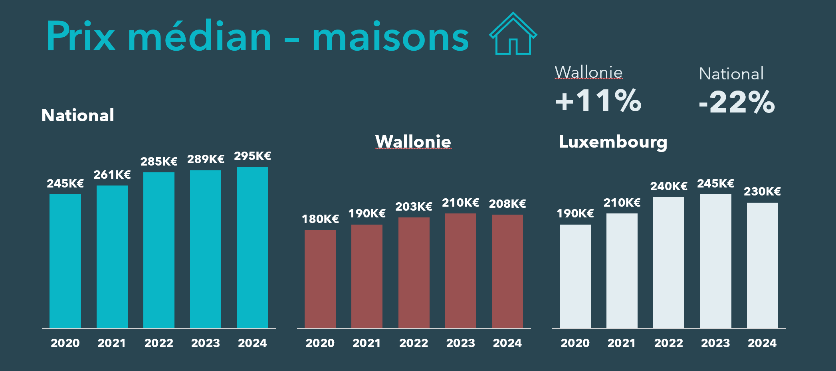 Prix médian – maisons
Wallonie
+11%
National
-22%
National
245K€ 261K€ 285K€ 289K€ 295K€
2020 2021 2022 2023 2024
Wallonie
180K€ 190K€ 203K€ 210K€ 208K€
2020 2021 2022 2023 2024
Luxembourg
190K€ 210K€ 240K€ 245K€ 230K€
2020 2021 2022 2023 2024